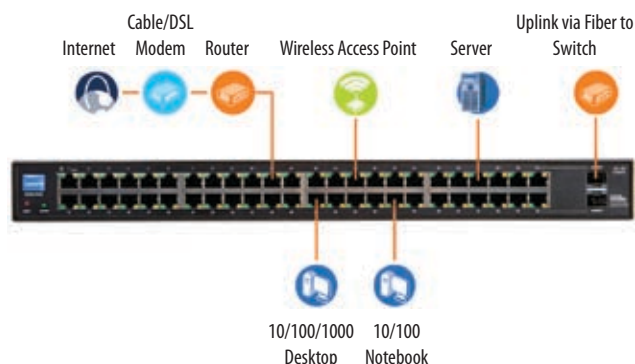 Cable/DSL
Uplink via Fiber to
Internet
Modem
Router
Wireless Access Point
Server
Switch
10/100/1000
10/100
Desktop
Notebook